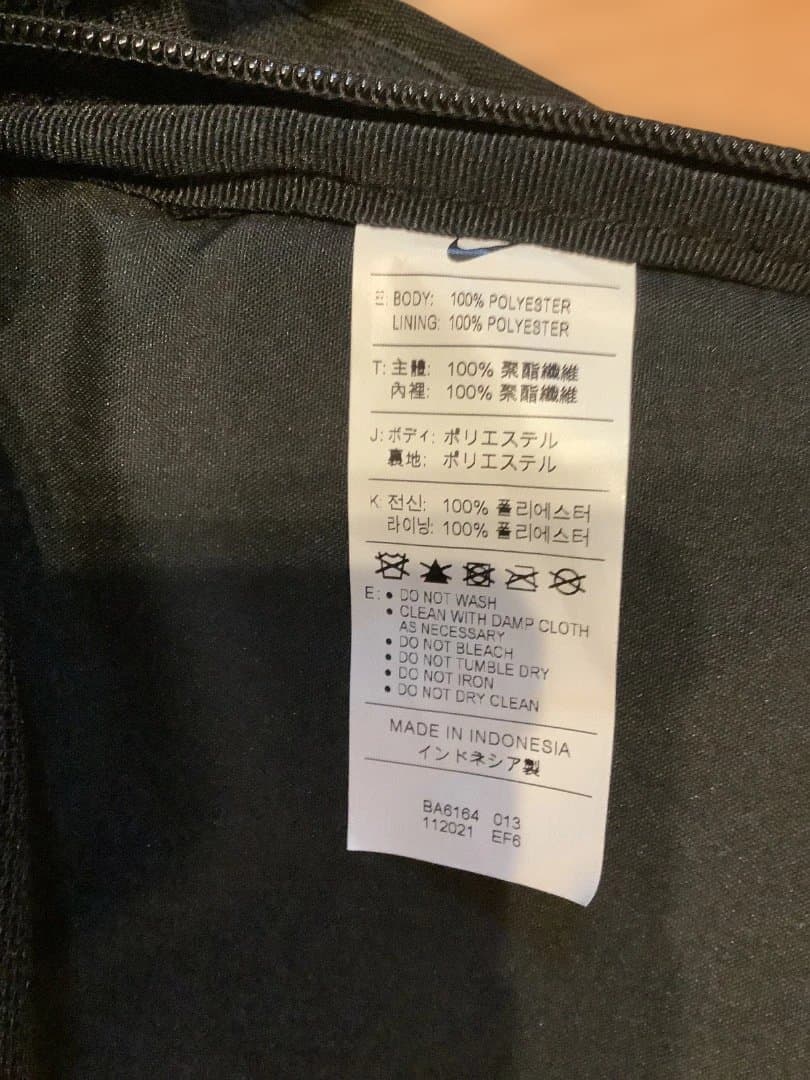 E: BODY: 100% POLYESTER
LINING: 100% POLYESTER
T: 主體: 100% 聚酯纖維
內裡: 100% 聚酯纖維
J: ボディ: ポリエステル
裏地: ポリエステル
K: 전신: 100% 폴리에스터
라이닝: 100% 폴리에스터
E: • DO NOT WASH
• CLEAN WITH DAMP CLOTH
AS NECESSARY
• DO NOT BLEACH
• DO NOT TUMBLE DRY
• DO NOT IRON
• DO NOT DRY CLEAN
MADE IN INDONESIA
インドネシア製
BA6164 013
112021 EF6